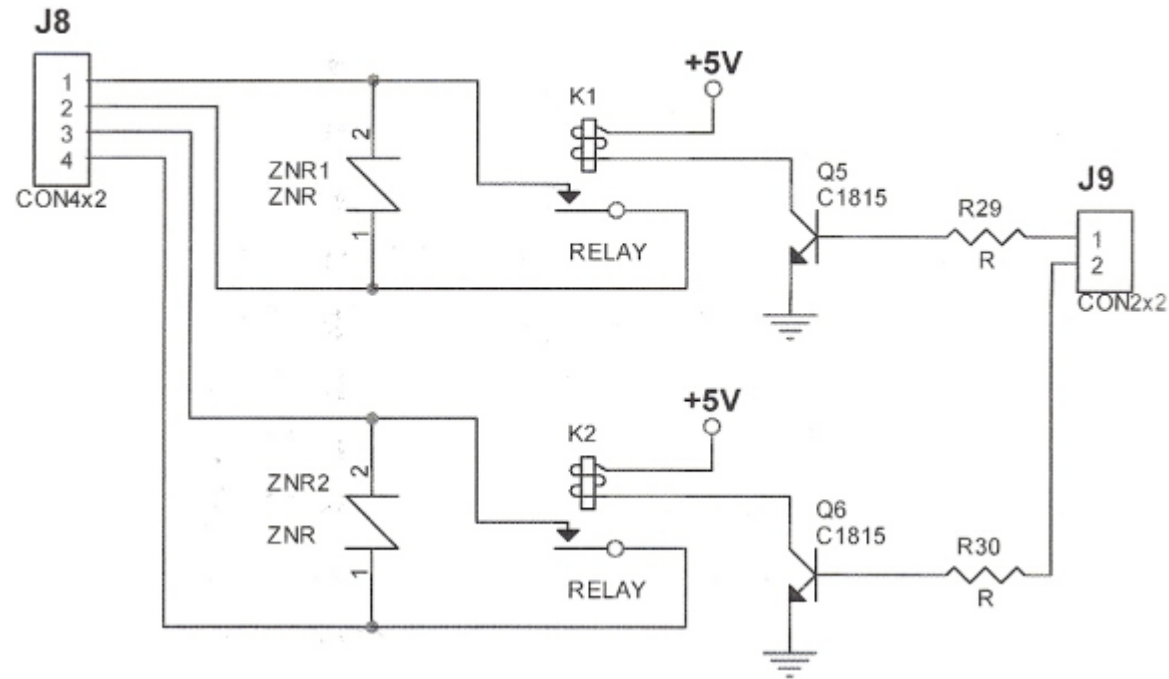 J8
1
2
3
4
CON4x2
2
ZNR1
ZNR
1
K1
+5V
RELAY
Q5
C1815
R29
R
J9
1
2
CON2x2
2
ZNR2
ZNR
1
K2
+5V
RELAY
Q6
C1815
R30
R